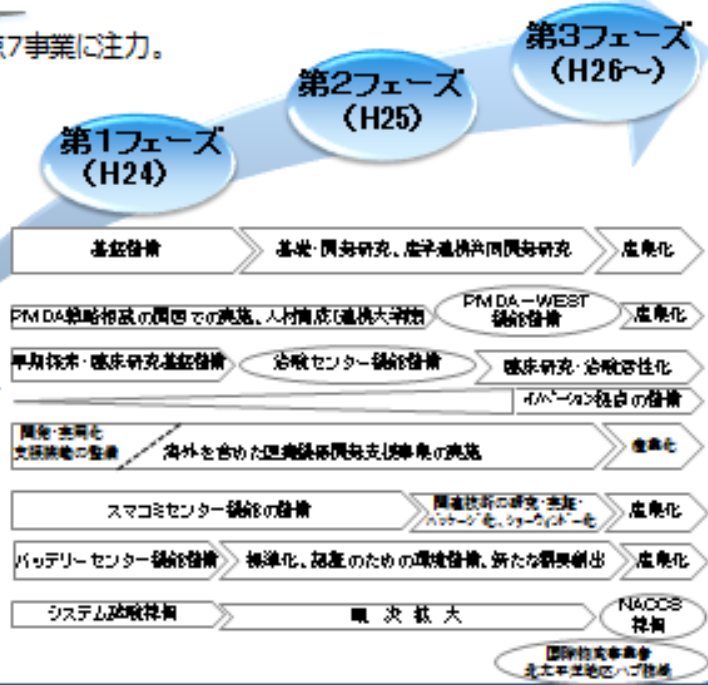 7事業に注力。
第3フェーズ
(H26~)
第2フェーズ
(H25)
第1フェーズ
(H24)
基盤整備
基礎・開発研究、産学連携共同開発研究
産業化
PMDA戦略相談の関西での実施、人材育成(連携大学院)
PMDA-WEST
機能整備
産業化
早期探索・臨床研究基盤整備
治験センター機能整備
臨床研究・治験活性化
イノベーション拠点の整備
開発・実用化
支援機能の整備
海外を含めた医療機器開発支援事業の実施
産業化
スマコミセンター機能の整備
関連技術の研究・実証・
パッケージ化、ショーウィンドー化
産業化
バッテリーセンター機能整備
標準化、認証のための環境整備、新たな需要創出
産業化
システム試験稼働
順次拡大
NACCS
稼働
国際物流事業者
北太平洋地区ハブ稼働